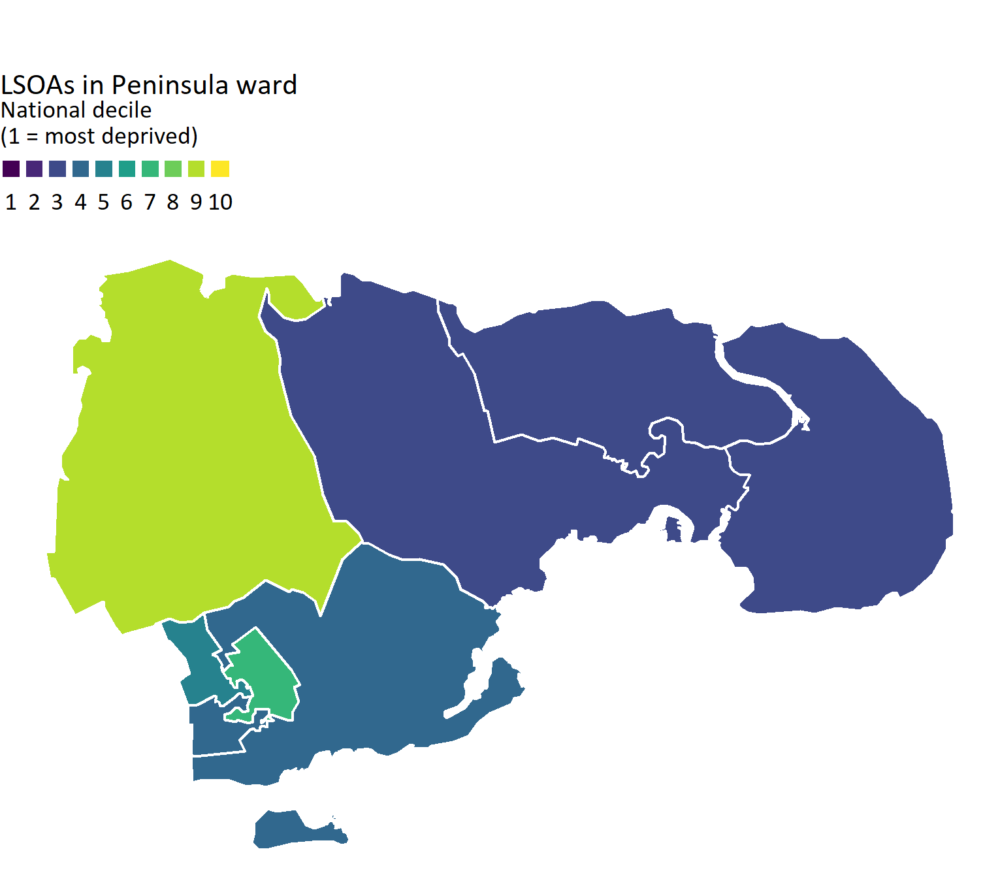 LSOAs in Peninsula ward
National decile
(1 = most deprived)
1 2 3 4 5 6 7 8 9 10